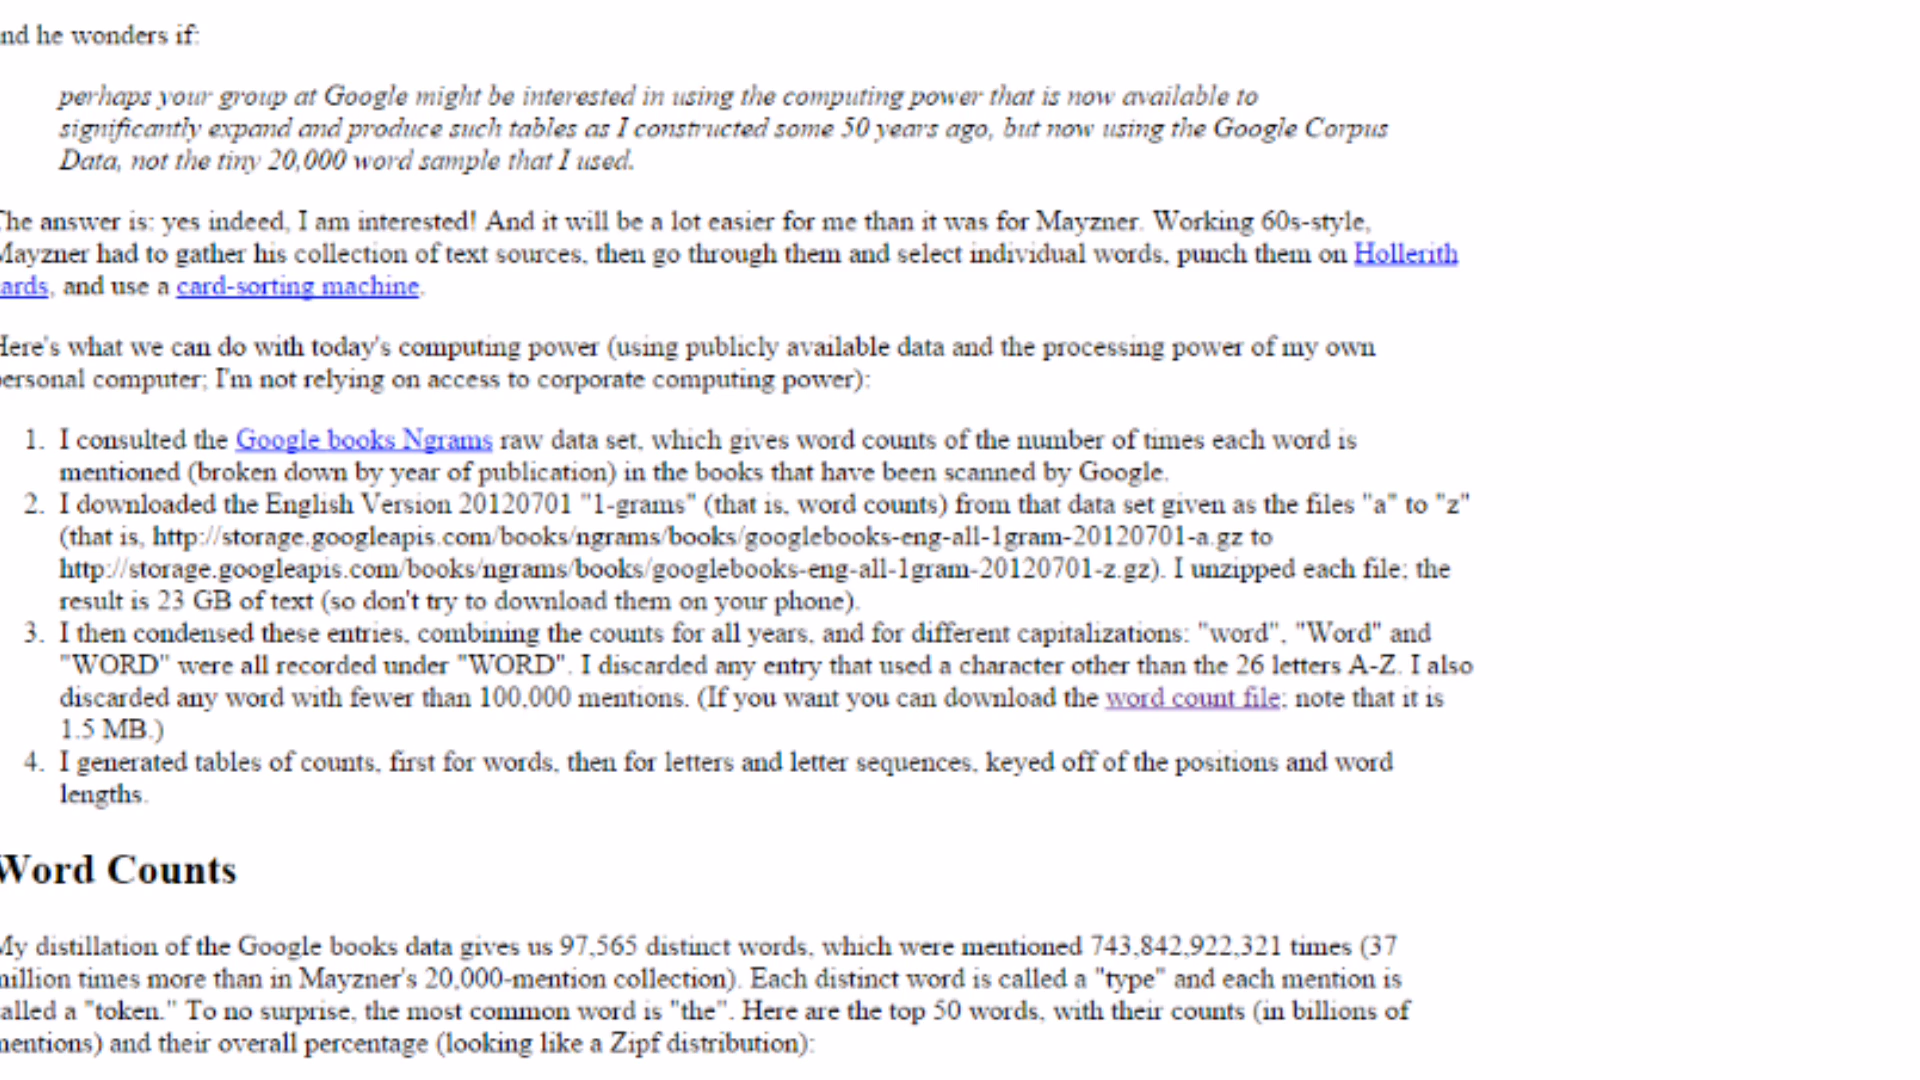 nd he wonders if:
perhaps your group at Google might be interested in using the computing power that is now available to
significantly expand and produce such tables as I constructed some 50 years ago, but now using the Google Corpus
Data, not the tiny 20,000 word sample that I used.
The answer is: yes indeed, I am interested! And it will be a lot easier for me than it was for Mayzner. Working 60s-style,
Mayzner had to gather his collection of text sources, then go through them and select individual words, punch them on Hollerith
ards, and use a card-sorting machine.
Here's what we can do with today's computing power (using publicly available data and the processing power of my own
personal computer; I'm not relying on access to corporate computing power):
1. I consulted the Google books Ngrams raw data set, which gives word counts of the number of times each word is
mentioned (broken down by year of publication) in the books that have been scanned by Google.
2. I downloaded the English Version 20120701 "1-grams" (that is, word counts) from that data set given as the files "a" to "z"
(that is, http://storage.googleapis.com/books/ngrams/books/googlebooks-eng-all-1gram-20120701-a.gz to
http://storage.googleapis.com/books/ngrams/books/googlebooks-eng-all-1gram-20120701-z.gz). I unzipped each file; the
result is 23 GB of text (so don't try to download them on your phone).
3. I then condensed these entries, combining the counts for all years, and for different capitalizations: "word", "Word" and
"WORD" were all recorded under "WORD". I discarded any entry that used a character other than the 26 letters A-Z. I also
discarded any word with fewer than 100,000 mentions. (If you want you can download the word count file; note that it is
1.5 MB.)
4. I generated tables of counts, first for words, then for letters and letter sequences, keyed off of the positions and word
lengths.
Word Counts
My distillation of the Google books data gives us 97,565 distinct words, which were mentioned 743,842,922,321 times (37
million times more than in Mayzner's 20,000-mention collection). Each distinct word is called a "type" and each mention is
alled a "token." To no surprise, the most common word is "the". Here are the top 50 words, with their counts (in billions of
mentions) and their overall percentage (looking like a Zipf distribution):